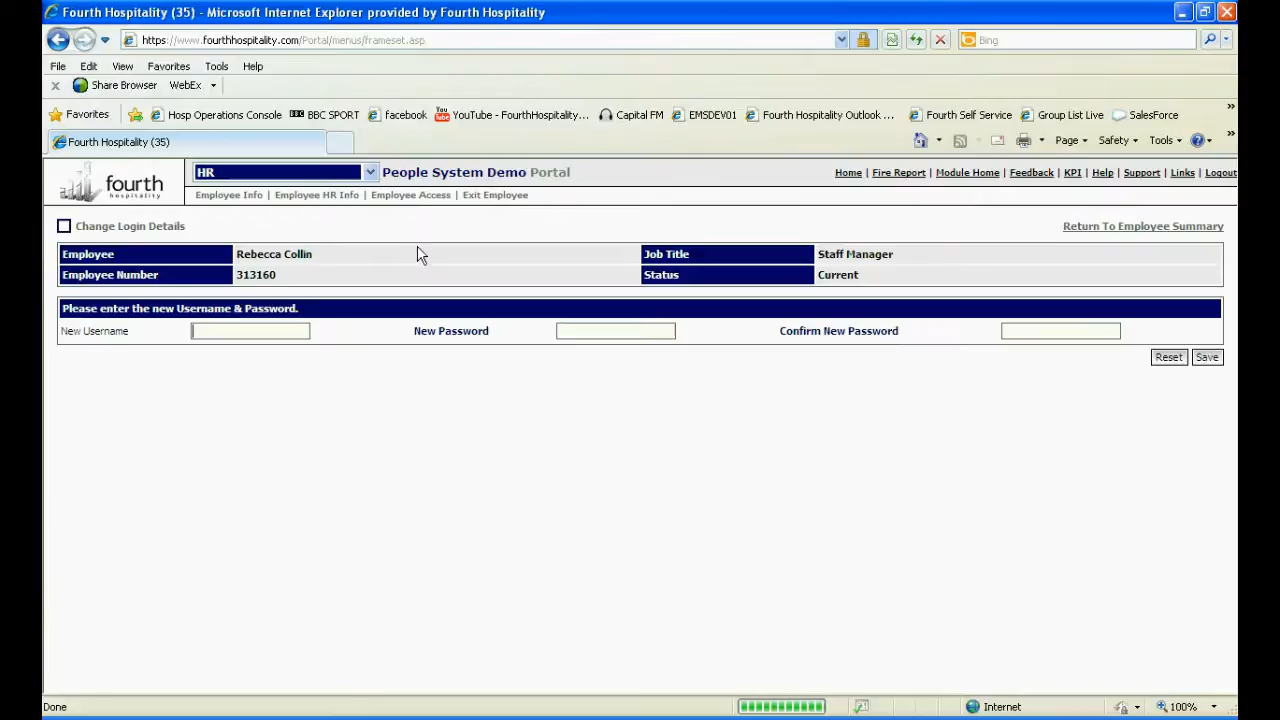 Fourth Hospitality (35) - Microsoft Internet Explorer provided by Fourth Hospitality
https://www.fourthhospitality.com/Portal/menus/frameset.asp
Bing
File Edit View Favorites Tools Help
Share Browser WebEx
Favorites Hosp Operations Console BBC SPORT facebook YouTube - FourthHospitality... Capital FM EMSDEV01 Fourth Hospitality Outlook ... Fourth Self Service Group List Live SalesForce
Fourth Hospitality (35) Page Safety Tools
fourth
hospitality
HR People System Demo Portal Home | Fire Report | Module Home | Feedback | KPI | Help | Support | Links | Logout
Employee Info | Employee HR Info | Employee Access | Exit Employee
Change Login Details Return To Employee Summary
Employee Rebecca Collin Job Title Staff Manager
Employee Number 313160 Status Current
Please enter the new Username & Password.
New Username New Password Confirm New Password
Reset Save
Done Internet 100%